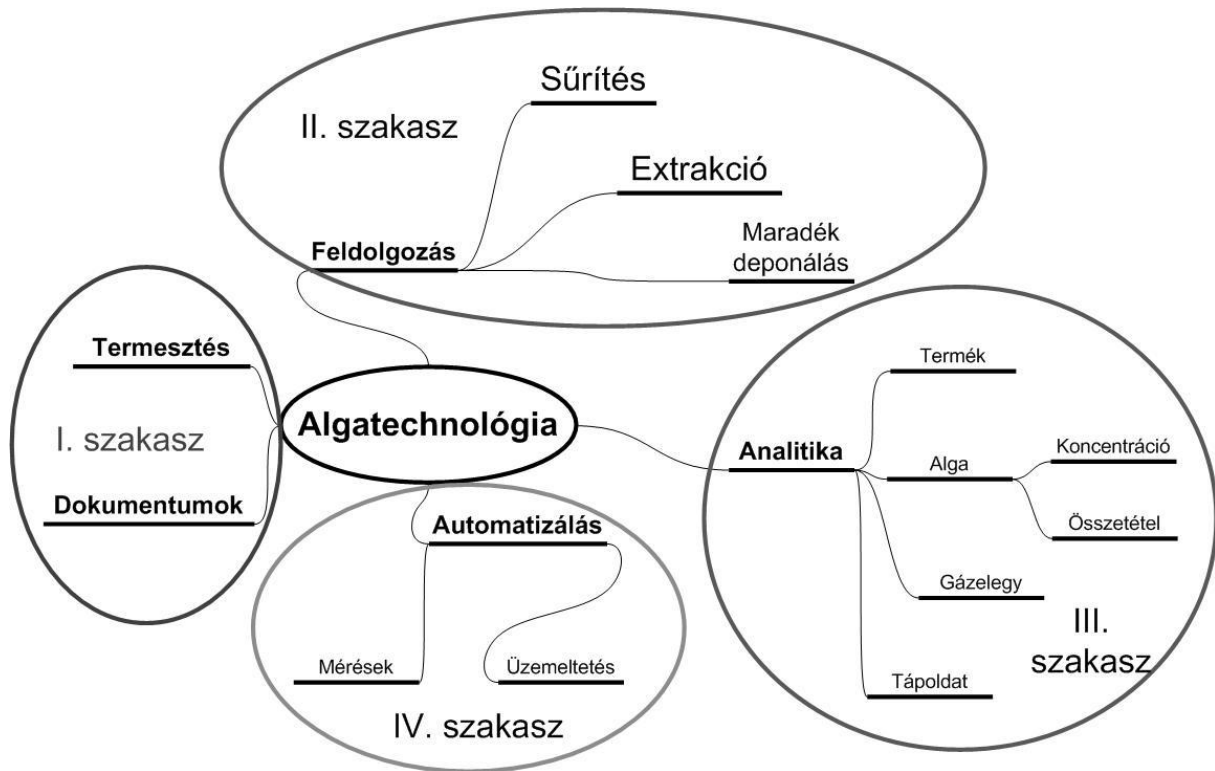 Sűrítés
II. szakasz
Extrakció
Maradék
deponálás
Feldolgozás
Termesztés
I. szakasz
Dokumentumok
Algatechnológia
Termék
Analitika
Alga
Koncentráció
Összetétel
Gázelegy
III.
szakasz
Tápoldat
Automatizálás
Mérések
Üzemeltetés
IV. szakasz